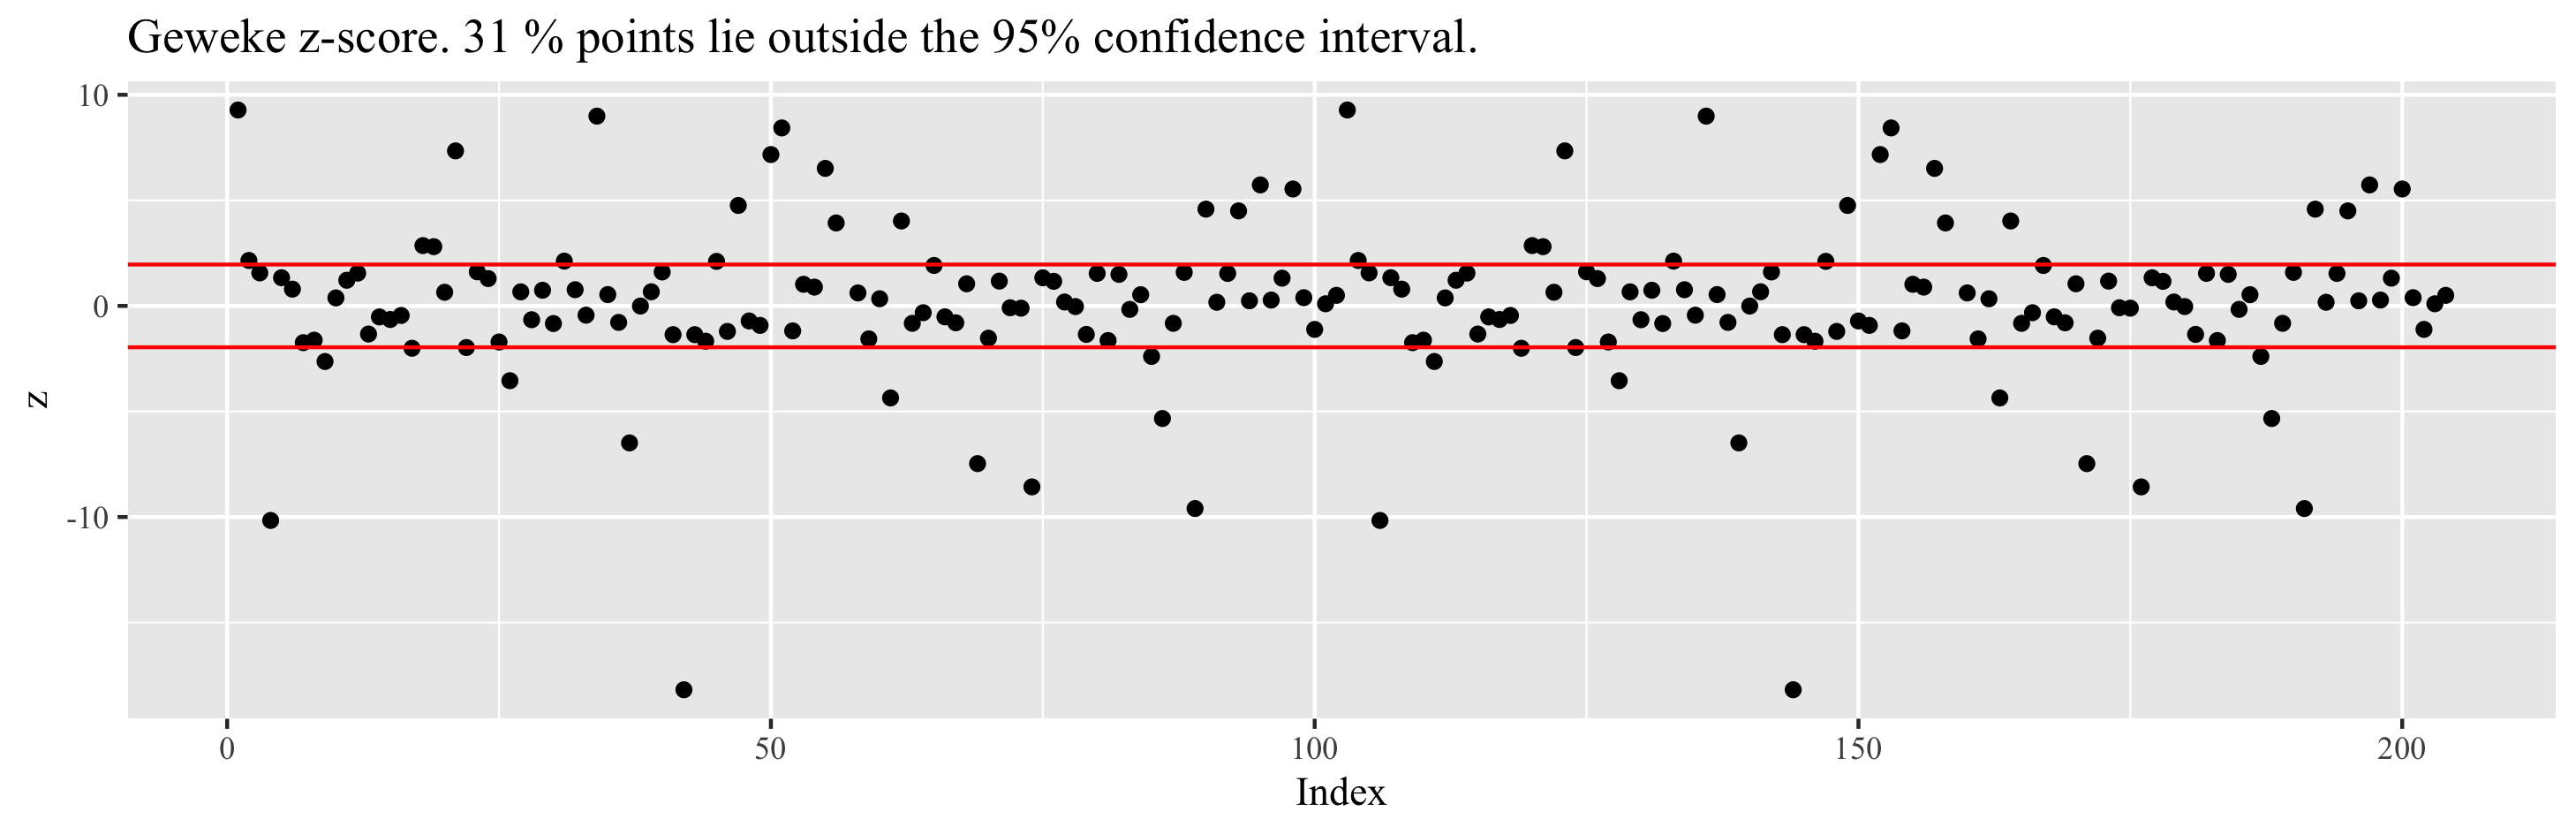 Geweke z-score. 31 % points lie outside the 95% confidence interval.
10
0
-10
z
0 50 100 150 200
Index